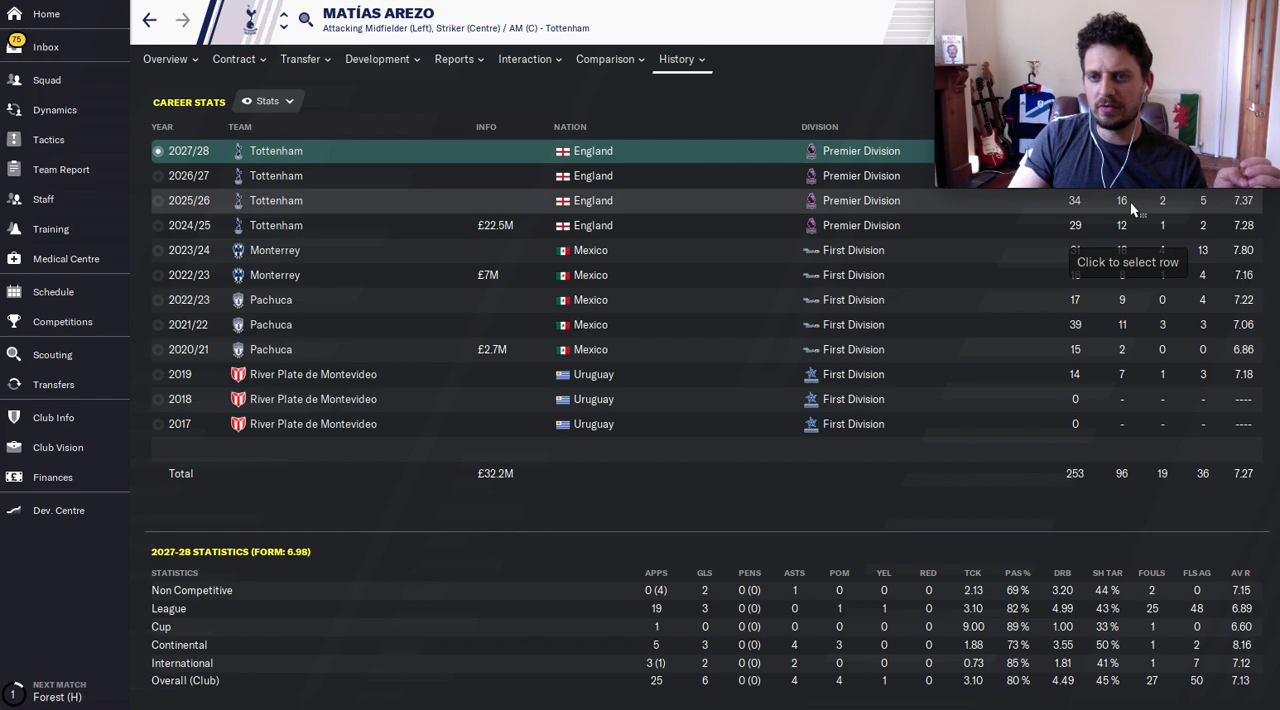 Home
75
Inbox
Squad
Dynamics
Tactics
Team Report
Staff
Training
Medical Centre
Schedule
Competitions
Scouting
Transfers
Club Info
Club Vision
Finances
Dev. Centre
1
NEXT MATCH
Forest (H)
MATÍAS AREZO
Attacking Midfielder (Left), Striker (Centre) / AM (C) - Tottenham
Overview Contract Transfer Development Reports Interaction Comparison History
CAREER STATS Stats
YEAR TEAM INFO NATION DIVISION
2027/28 Tottenham England Premier Division
2026/27 Tottenham England Premier Division
2025/26 Tottenham England Premier Division 34 16 2 5 7.37
2024/25 Tottenham £22.5M England Premier Division 29 12 1 2 7.28
2023/24 Monterrey Mexico First Division 13 7.80
Click to select row
2022/23 Monterrey £7M Mexico First Division 4 7.16
2022/23 Pachuca Mexico First Division 17 9 0 4 7.22
2021/22 Pachuca Mexico First Division 39 11 3 3 7.06
2020/21 Pachuca £2.7M Mexico First Division 15 2 0 0 6.86
2019 River Plate de Montevideo Uruguay First Division 14 7 1 3 7.18
2018 River Plate de Montevideo Uruguay First Division 0 - - - ----
2017 River Plate de Montevideo Uruguay First Division 0 - - - ----
Total £32.2M 253 96 19 36 7.27
2027-28 STATISTICS (FORM: 6.98)
STATISTICS APPS GLS PENS ASTS POM YEL RED TCK PAS % DRB SH TAR FOULS FLS AG AV R
Non Competitive 0 (4) 2 0 (0) 1 0 0 0 2.13 69 % 3.20 44 % 2 0 7.15
League 19 3 0 (0) 0 1 1 0 3.10 82 % 4.99 43 % 25 48 6.89
Cup 1 0 0 (0) 0 0 0 0 9.00 89 % 1.00 33 % 1 0 6.60
Continental 5 3 0 (0) 4 3 0 0 1.88 73 % 3.55 50 % 1 2 8.16
International 3 (1) 2 0 (0) 2 0 0 0 0.73 85 % 1.81 41 % 1 7 7.12
Overall (Club) 25 6 0 (0) 4 4 1 0 3.10 80 % 4.49 45 % 27 50 7.13